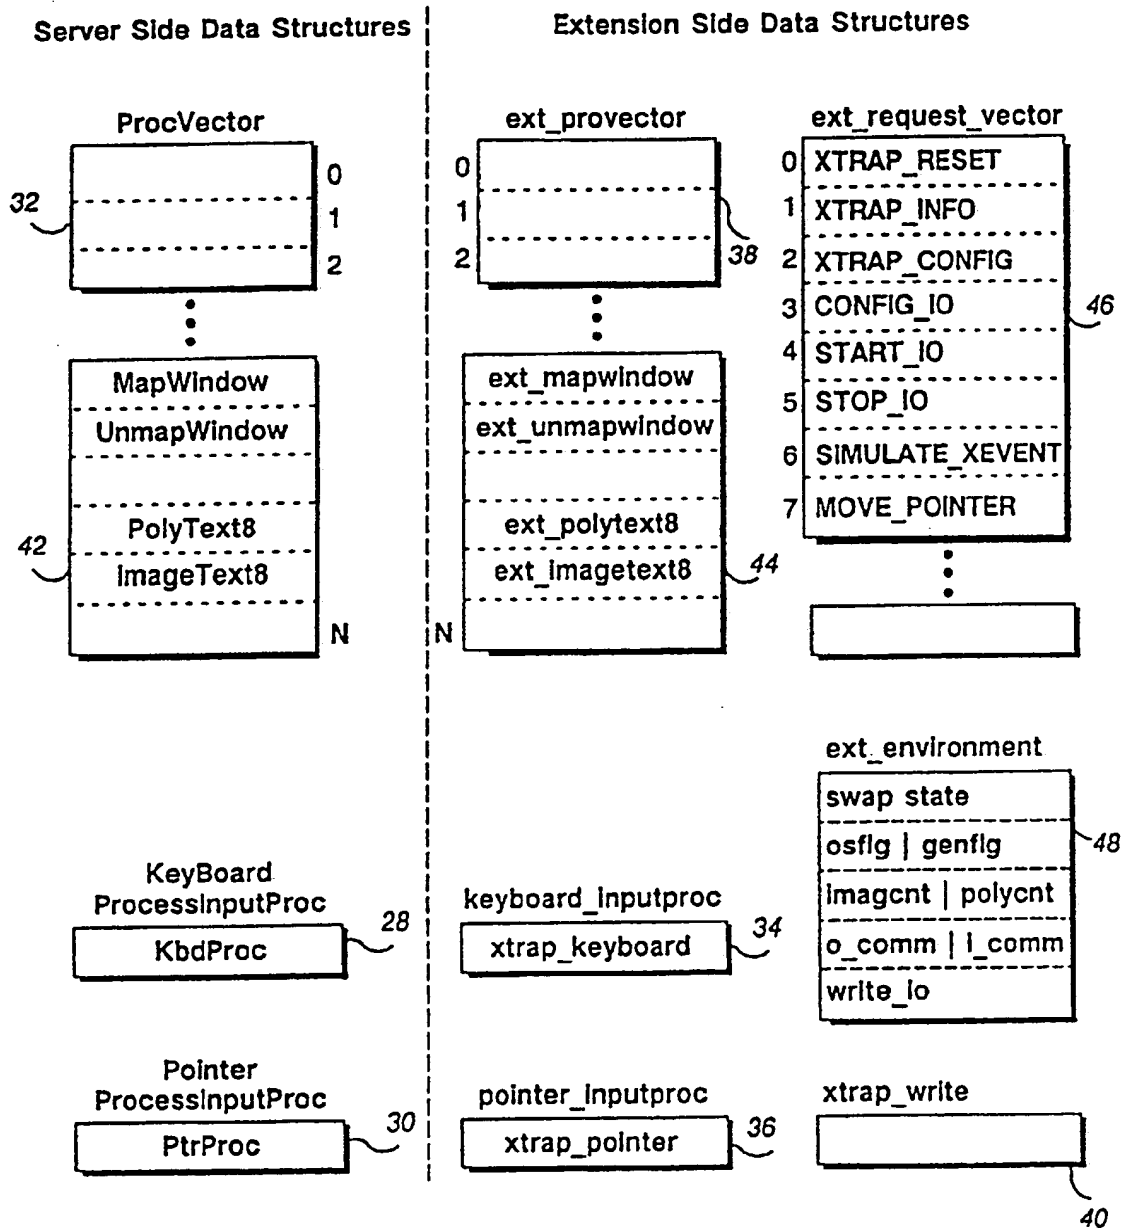 Server Side Data Structures
Extension Side Data Structures
ProcVector
0
1
2
32
MapWindow
UnmapWindow
PolyText8
ImageText8
N
42
ext_provector
0
1
2
38
ext_mapwindow
ext_unmapwindow
ext_polytext8
ext_imagetext8
N
44
ext_request_vector
0 XTRAP_RESET
1 XTRAP_INFO
2 XTRAP_CONFIG
3 CONFIG_IO
4 START_IO
5 STOP_IO
6 SIMULATE_XEVENT
7 MOVE_POINTER
46
ext_environment
swap state
osflg | genflg
imagcnt | polycnt
o_comm | i_comm
write_io
48
KeyBoard
ProcessInputProc
KbdProc
28
keyboard_inputproc
xtrap_keyboard
34
Pointer
ProcessInputProc
PtrProc
30
pointer_inputproc
xtrap_pointer
36
xtrap_write
40